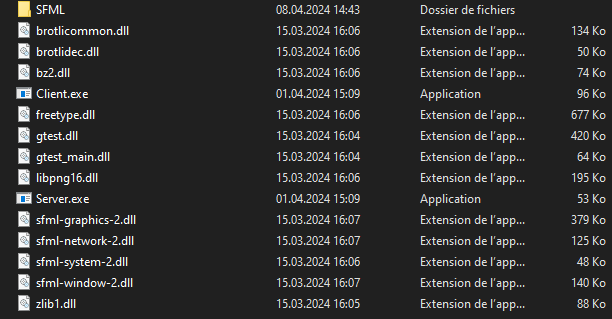 SFML 08.04.2024 14:43 Dossier de fichiers
brotlicommon.dll 15.03.2024 16:06 Extension de l'app... 134 Ko
brotlidec.dll 15.03.2024 16:06 Extension de l'app... 50 Ko
bz2.dll 15.03.2024 16:06 Extension de l'app... 74 Ko
Client.exe 01.04.2024 15:09 Application 96 Ko
freetype.dll 15.03.2024 16:06 Extension de l'app... 677 Ko
gtest.dll 15.03.2024 16:04 Extension de l'app... 420 Ko
gtest_main.dll 15.03.2024 16:04 Extension de l'app... 64 Ko
libpng16.dll 15.03.2024 16:06 Extension de l'app... 195 Ko
Server.exe 01.04.2024 15:09 Application 53 Ko
sfml-graphics-2.dll 15.03.2024 16:07 Extension de l'app... 379 Ko
sfml-network-2.dll 15.03.2024 16:07 Extension de l'app... 125 Ko
sfml-system-2.dll 15.03.2024 16:06 Extension de l'app... 48 Ko
sfml-window-2.dll 15.03.2024 16:07 Extension de l'app... 140 Ko
zlib1.dll 15.03.2024 16:05 Extension de l'app... 88 Ko